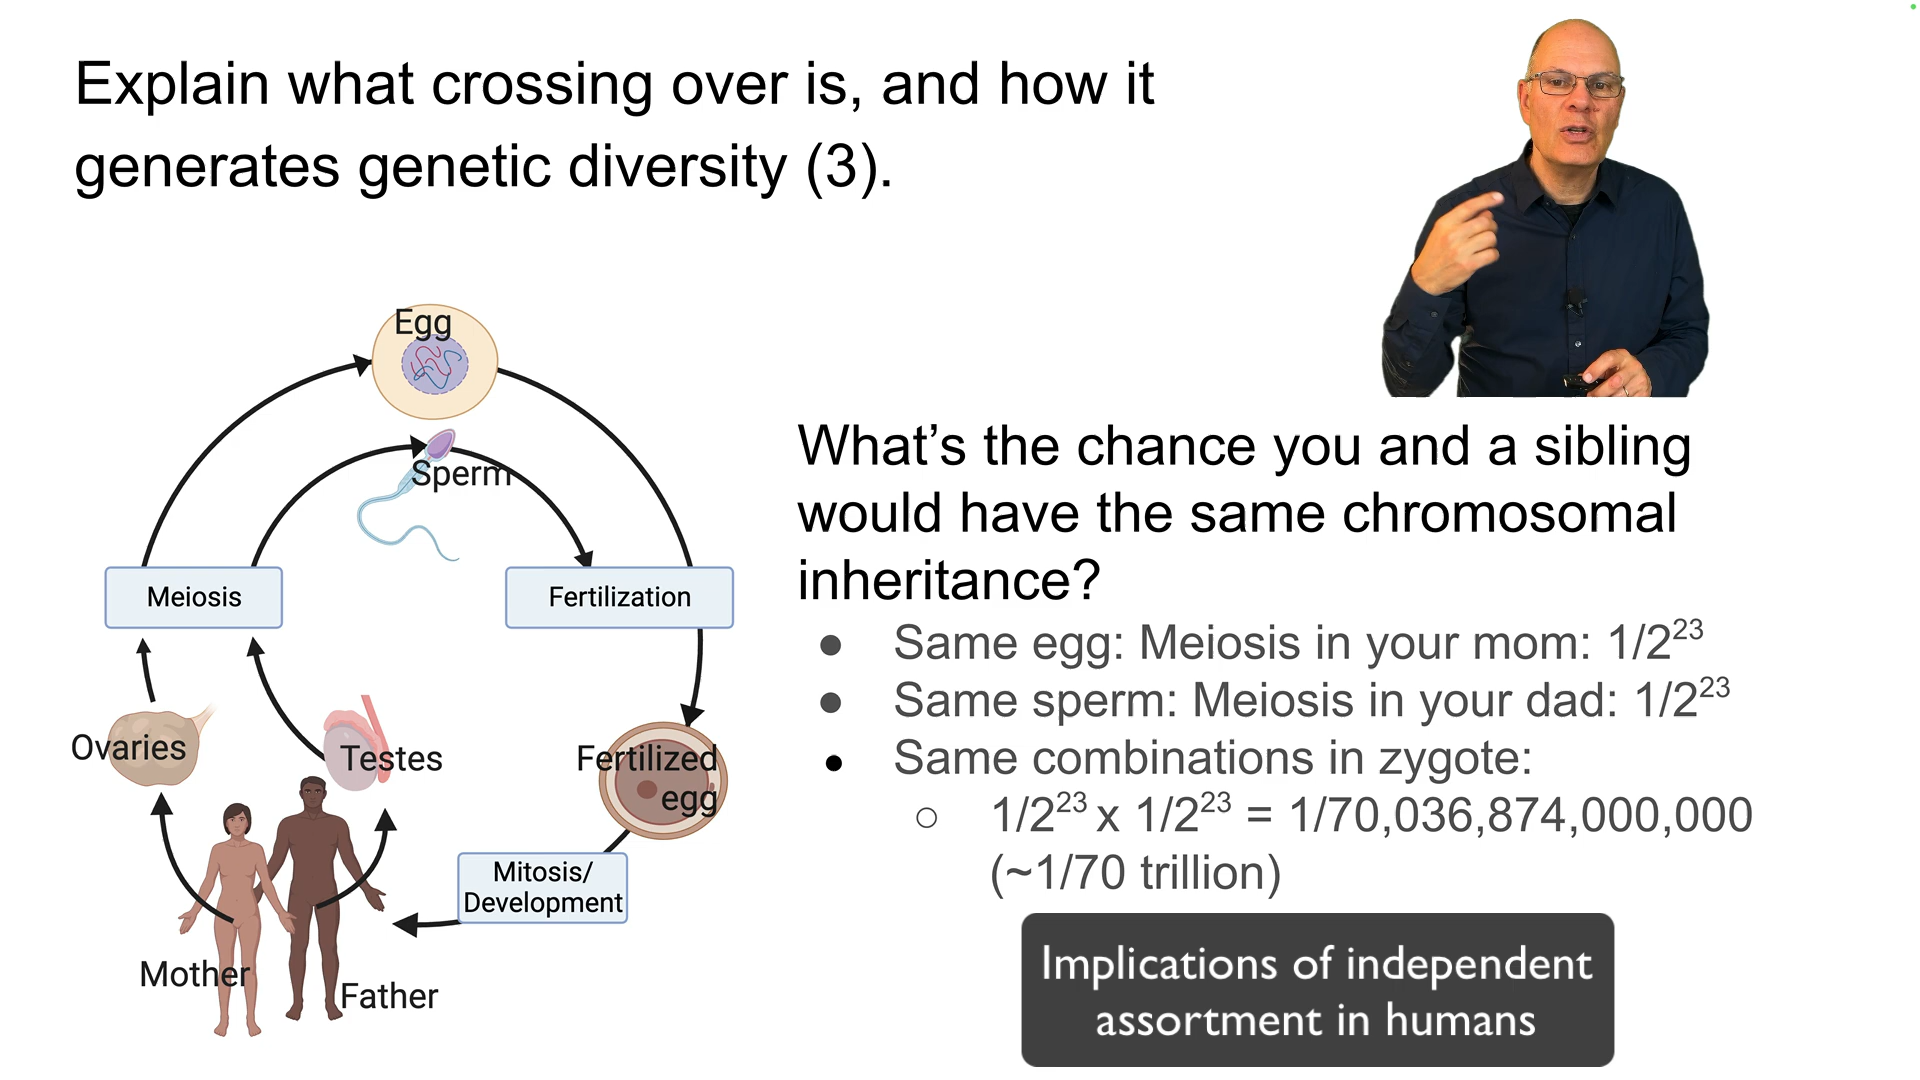 Explain what crossing over is, and how it
generates genetic diversity (3).
Egg
Sperm
Meiosis
Fertilization
Ovaries
Testes
Fertilized
egg
Mitosis/
Development
Mother
Father
What’s the chance you and a sibling
would have the same chromosomal
inheritance?
● Same egg: Meiosis in your mom: 1/2²³
● Same sperm: Meiosis in your dad: 1/2²³
● Same combinations in zygote:
○ 1/2²³ x 1/2²³ = 1/70,036,874,000,000
(~1/70 trillion)
Implications of independent
assortment in humans